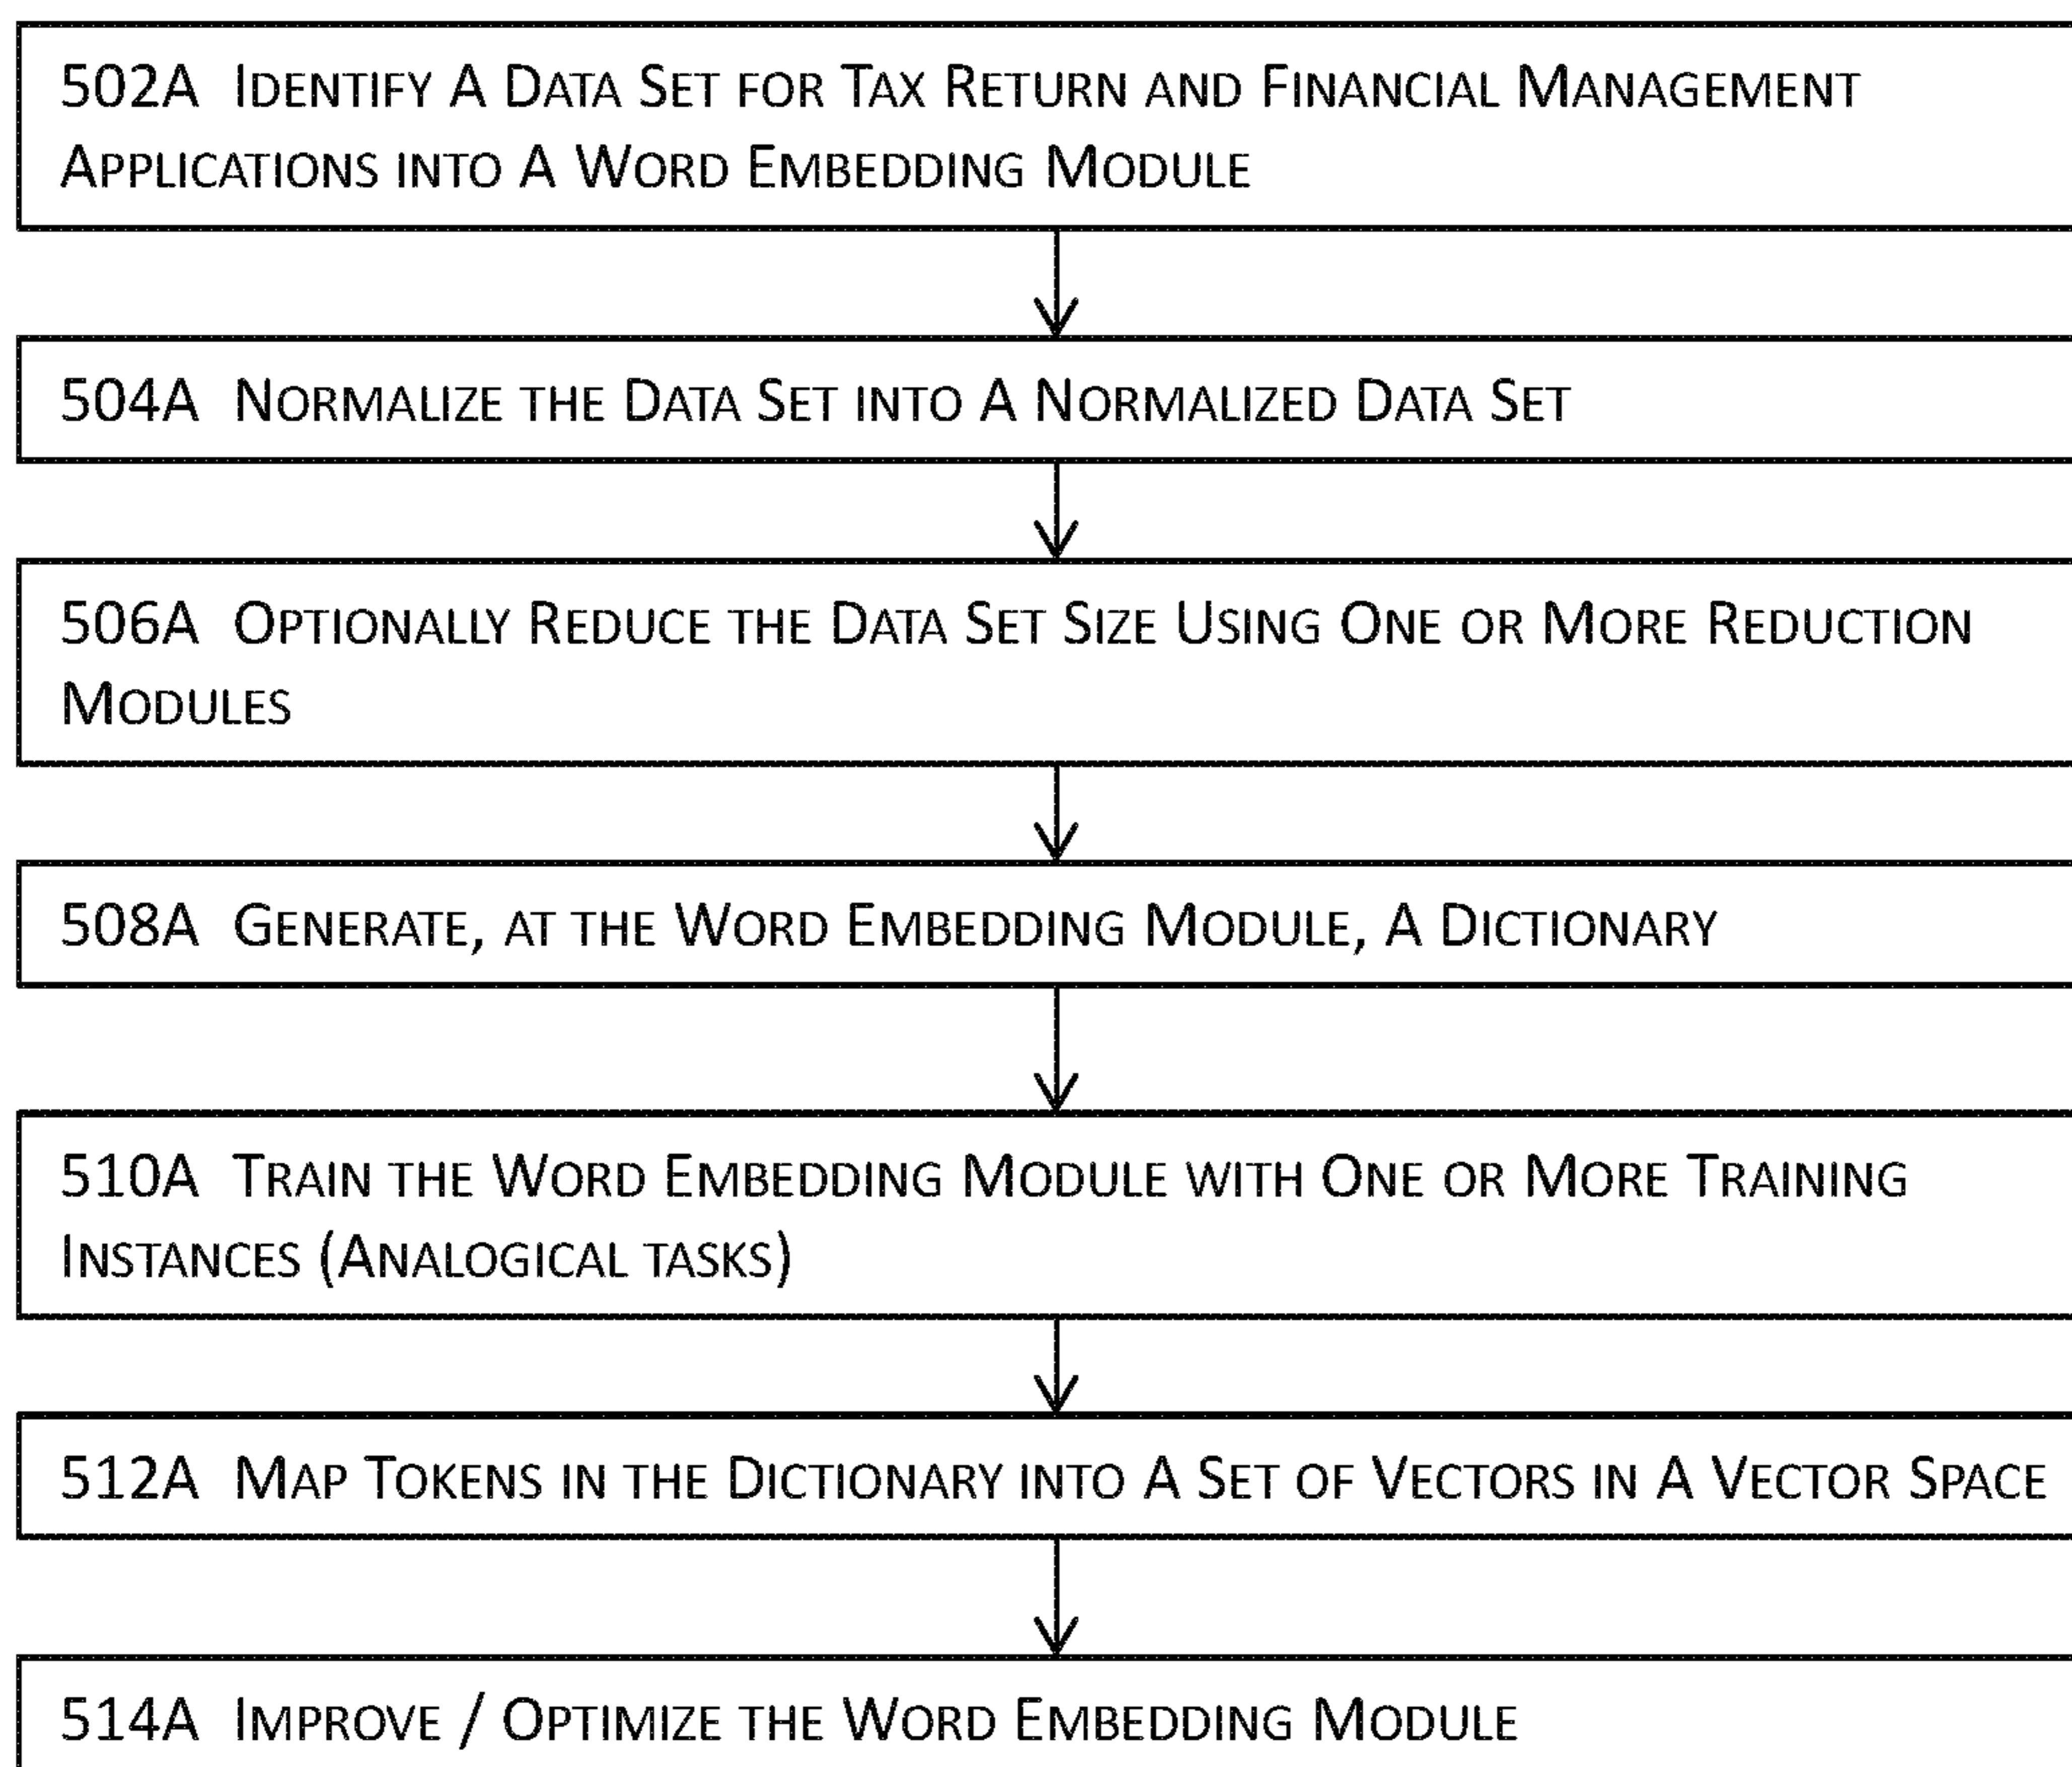 502A Identify A Data Set for Tax Return and Financial Management
Applications into A Word Embedding Module
504A Normalize the Data Set into A Normalized Data Set
506A Optionally Reduce the Data Set Size Using One or More Reduction
Modules
508A Generate, at the Word Embedding Module, A Dictionary
510A Train the Word Embedding Module with One or More Training
Instances (Analogical tasks)
512A Map Tokens in the Dictionary into A Set of Vectors in A Vector Space
514A Improve / Optimize the Word Embedding Module